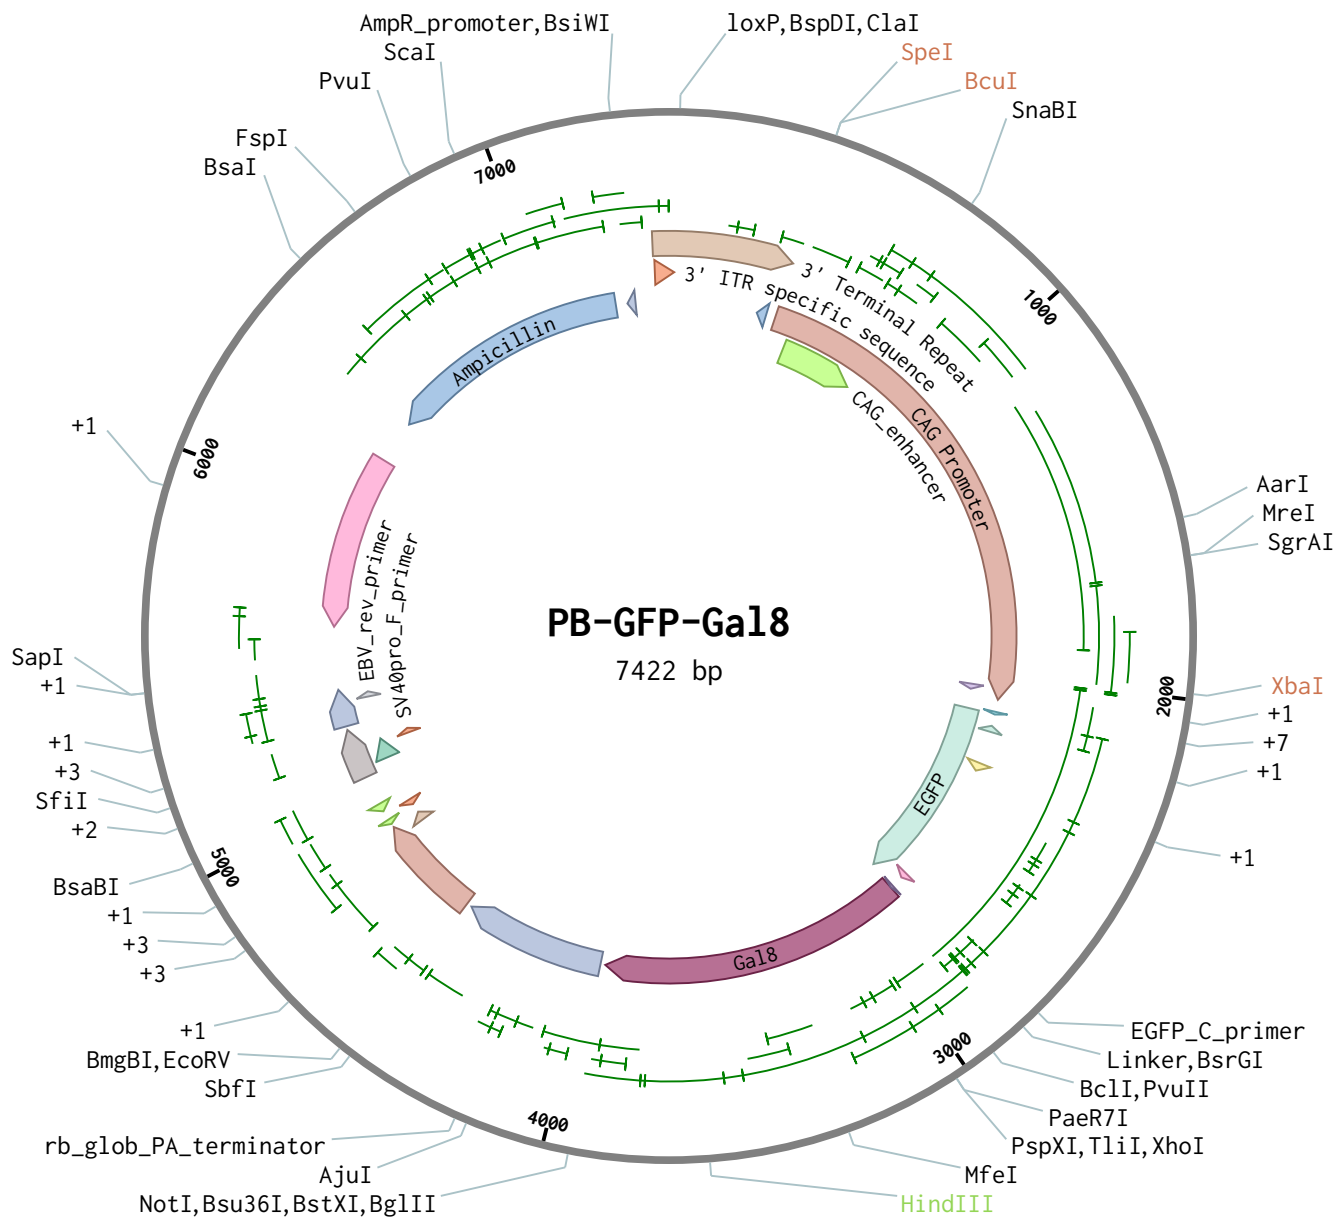 AmpR_promoter,BsiWI
loxP,BspDI,ClaI
ScaI
SpeI
PvuI
BcuI
SnaBI
FspI
BsaI
7000
1000
3' Terminal Repeat
3' ITR specific sequence
Ampicillin
CAG_enhancer
CAG Promoter
+1
6000
AarI
MreI
SgrAI
EBV_rev_primer
SV40pro_F_primer
PB-GFP-Gal8
7422 bp
SapI
+1
XbaI
2000
+1
+1
+7
+3
+1
SfiI
+2
EGFP
+1
5000
BsaBI
+1
+3
+3
Gal8
+1
EGFP_C_primer
BmgBI,EcoRV
3000
Linker,BsrGI
SbfI
BclI,PvuII
PaeR7I
4000
rb_glob_PA_terminator
PspXI,TliI,XhoI
AjuI
MfeI
NotI,Bsu36I,BstXI,BglII
HindIII